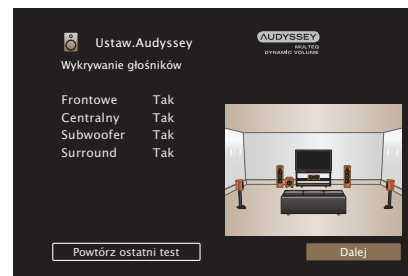 Ustaw.Audyssey
AUDYSSEY
MULTEQ
DYNAMIC VOLUME
Wykrywanie głośników
Frontowe Tak
Centralny Tak
Subwoofer Tak
Surround Tak
Powtórz ostatni test
Dalej